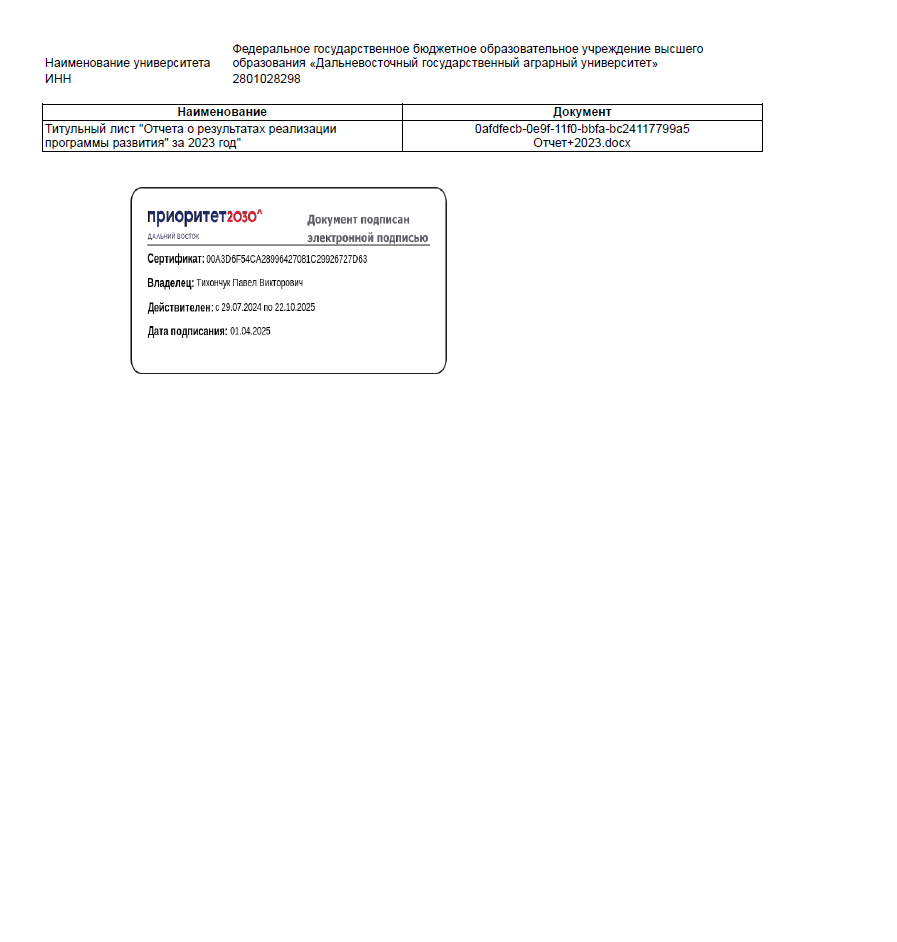 Федеральное государственное бюджетное образовательное учреждение высшего
Наименование университета образования «Дальневосточный государственный аграрный университет»
ИНН 2801028298
Наименование Документ
Титульный лист "Отчета о результатах реализации 0afdfecb-0e9f-11f0-bbfa-bc24117799a5
программы развития" за 2023 год" Отчет+2023.docx
приоритет2030^ Документ подписан
ДАЛЬНИЙ ВОСТОК электронной подписью
Сертификат: 00A3D6F54CA28996427081C29926727D63
Владелец: Тихончук Павел Викторович
Действителен: с 29.07.2024 по 22.10.2025
Дата подписания: 01.04.2025